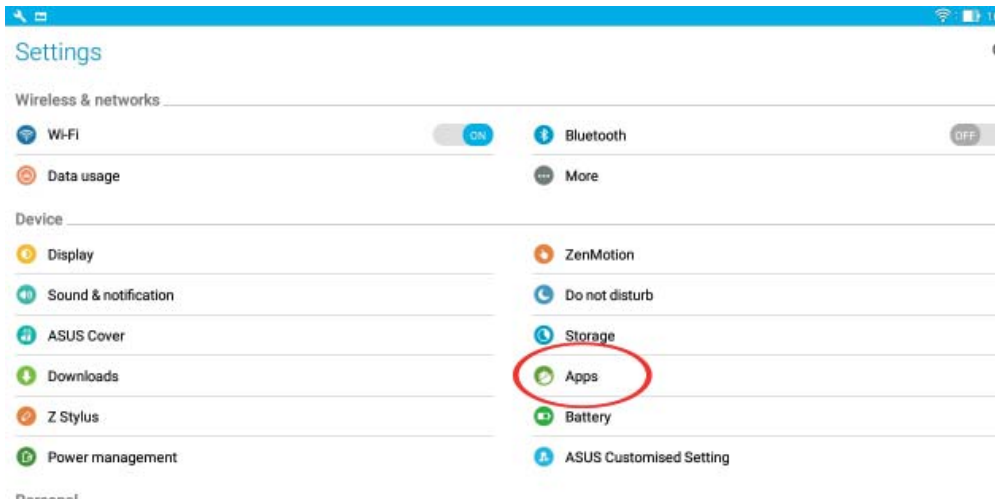 Settings
Wireless & networks
Wi-Fi ON Bluetooth OFF
Data usage More
Device
Display ZenMotion
Sound & notification Do not disturb
ASUS Cover Storage
Downloads Apps
Z Stylus Battery
Power management ASUS Customised Setting